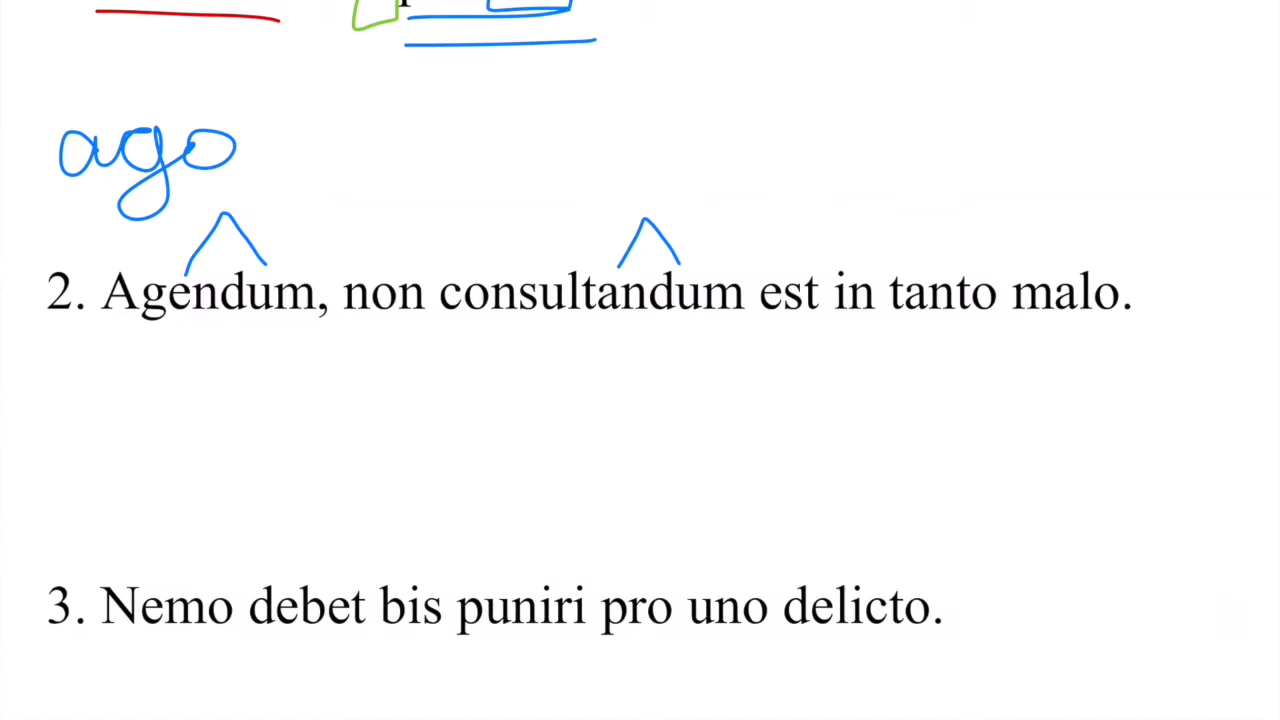 ago
2. Agendum, non consultandum est in tanto malo.
3. Nemo debet bis puniri pro uno delicto.